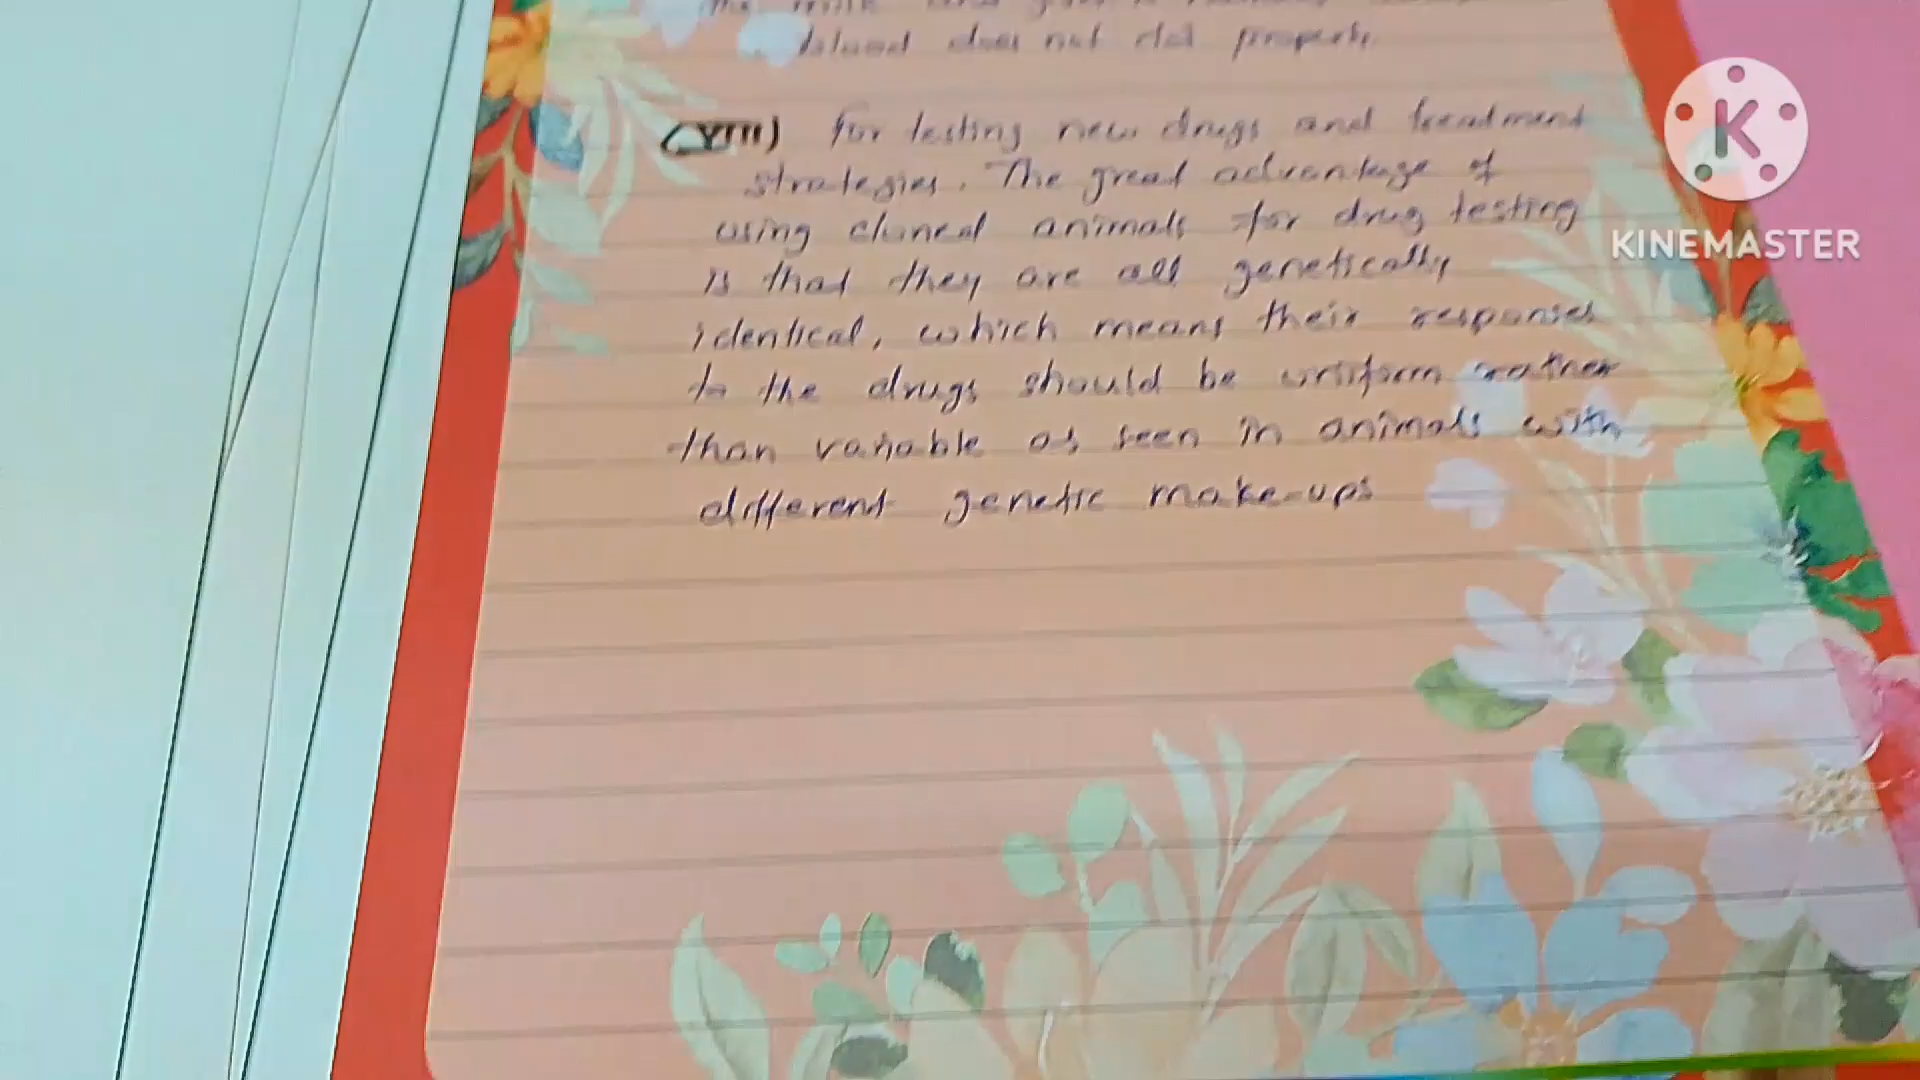 blood does not clot properly
(VIII) for testing new drugs and treatment
strategies. The great advantage of
using cloned animals for drug testing
is that they are all genetically
identical, which means their responses
to the drugs should be uniform rather
than variable as seen in animals with
different genetic make-ups
K
KINEMASTER